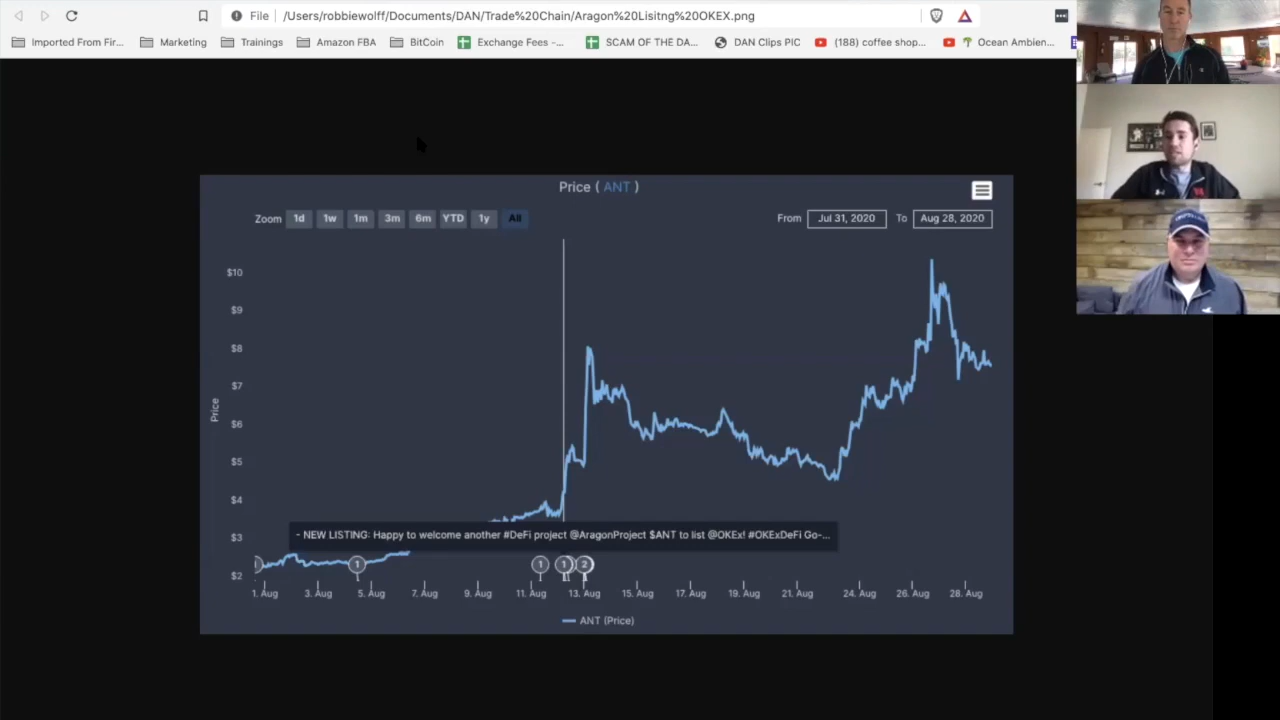 File /Users/robbiewolff/Documents/DAN/Trade%20Chain/Aragon%20Lisitng%20OKEX.png
Imported From Fir... Marketing Trainings Amazon FBA BitCoin Exchange Fees -... SCAM OF THE DA... DAN Clips PIC (188) coffee shop... Ocean Ambien...
Price ( ANT )
Zoom 1d 1w 1m 3m 6m YTD 1y All From Jul 31, 2020 To Aug 28, 2020
$10
$9
$8
$7
$6
$5
$4
$3
$2
Price
- NEW LISTING: Happy to welcome another #DeFi project @AragonProject $ANT to list @OKEx! #OKExDeFi Go-...
1 1 1 2
1. Aug 3. Aug 5. Aug 7. Aug 9. Aug 11. Aug 13. Aug 15. Aug 17. Aug 19. Aug 21. Aug 24. Aug 26. Aug 28. Aug
ANT (Price)